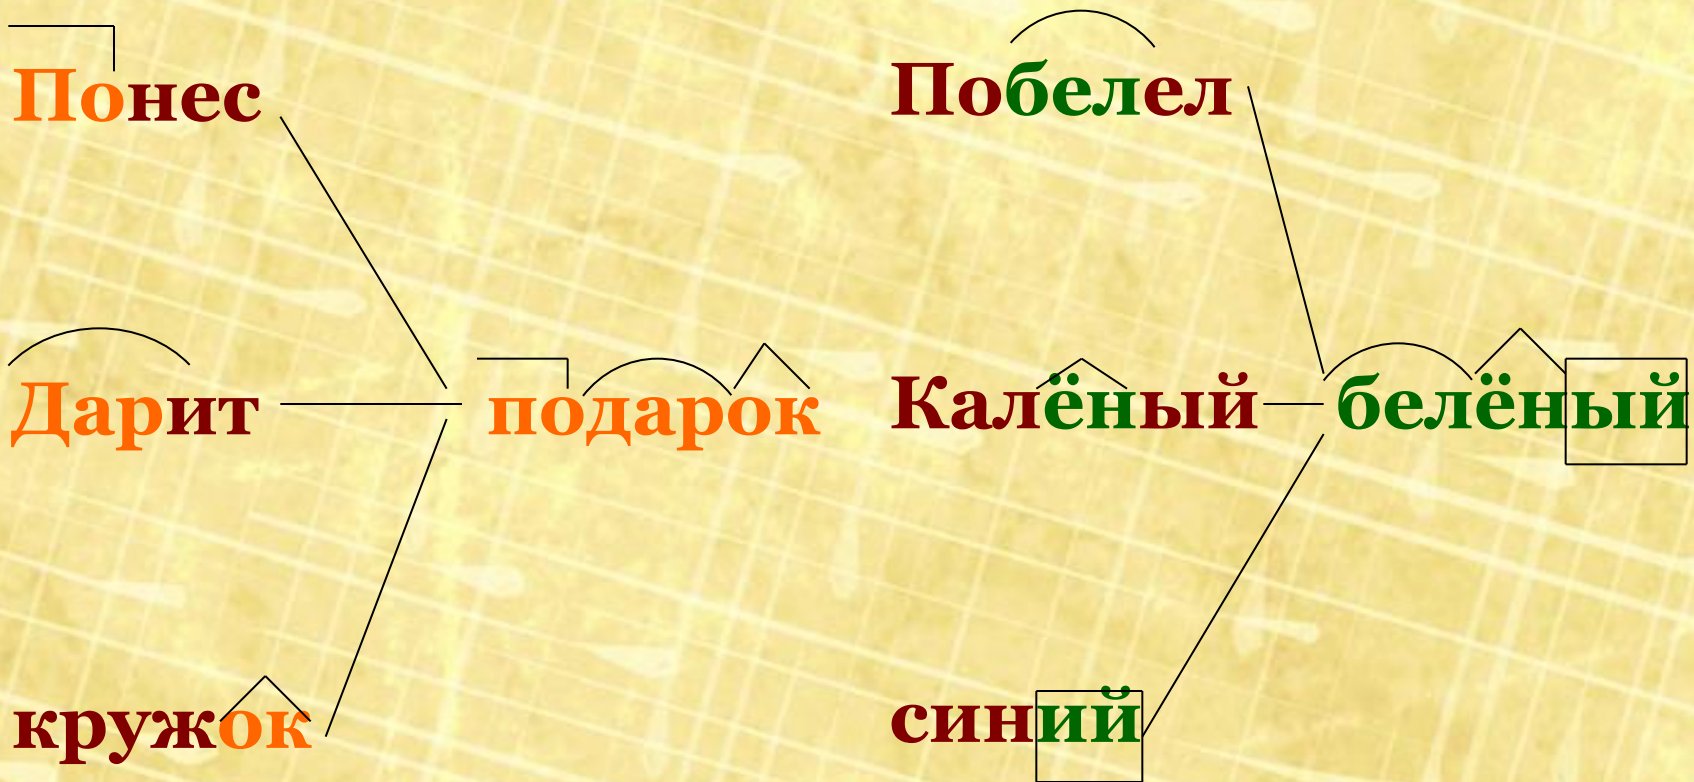 Понес
Дарит
подарок
кружок
Побелел
Калёный
белёный
синий